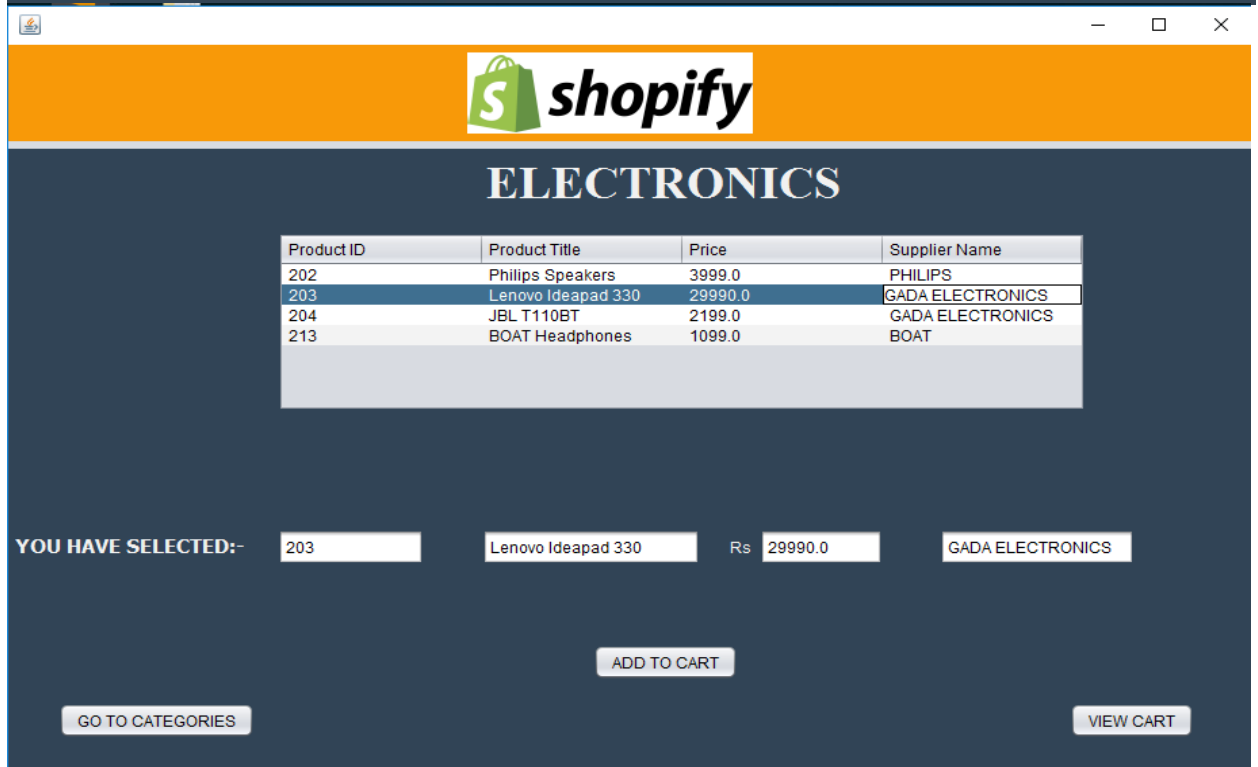 S shopify
ELECTRONICS
Product ID Product Title Price Supplier Name
202 Philips Speakers 3999.0 PHILIPS
203 Lenovo Ideapad 330 29990.0 GADA ELECTRONICS
204 JBL T110BT 2199.0 GADA ELECTRONICS
213 BOAT Headphones 1099.0 BOAT
YOU HAVE SELECTED:- 203 Lenovo Ideapad 330 Rs 29990.0 GADA ELECTRONICS
ADD TO CART
GO TO CATEGORIES VIEW CART